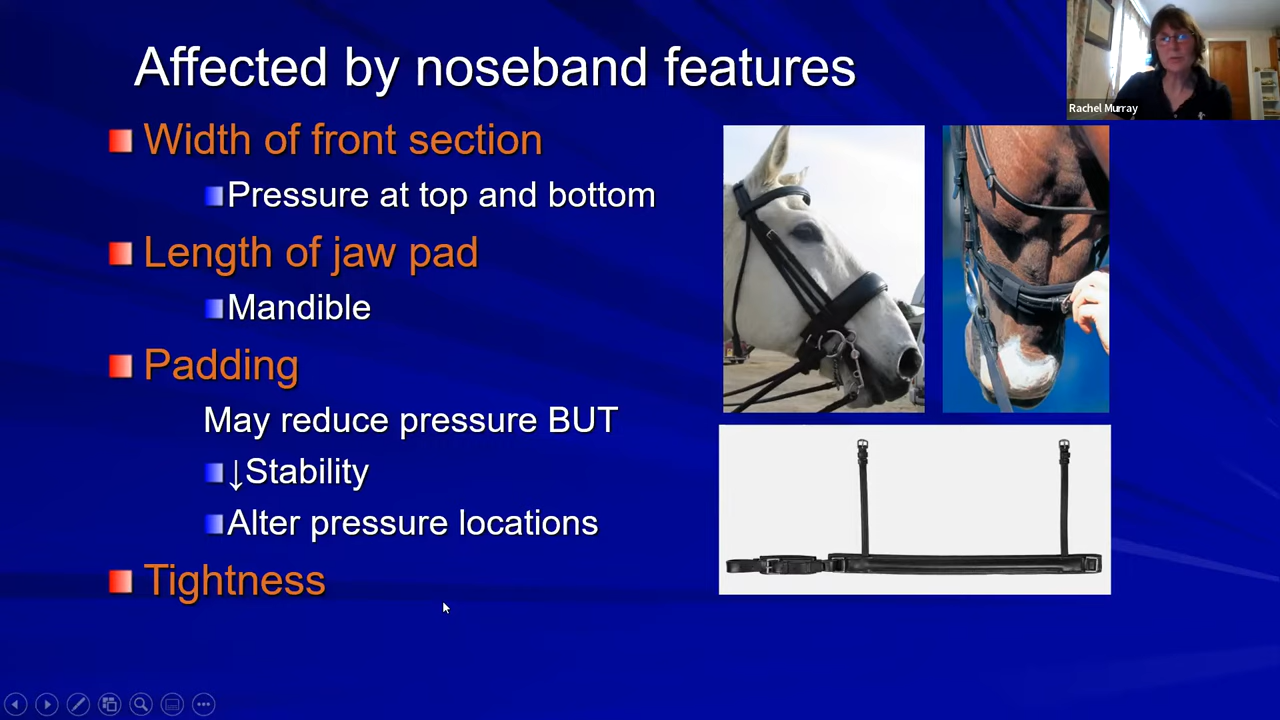 Affected by noseband features
Rachel Murray
Width of front section
Pressure at top and bottom
Length of jaw pad
Mandible
Padding
May reduce pressure BUT
↓Stability
Alter pressure locations
Tightness